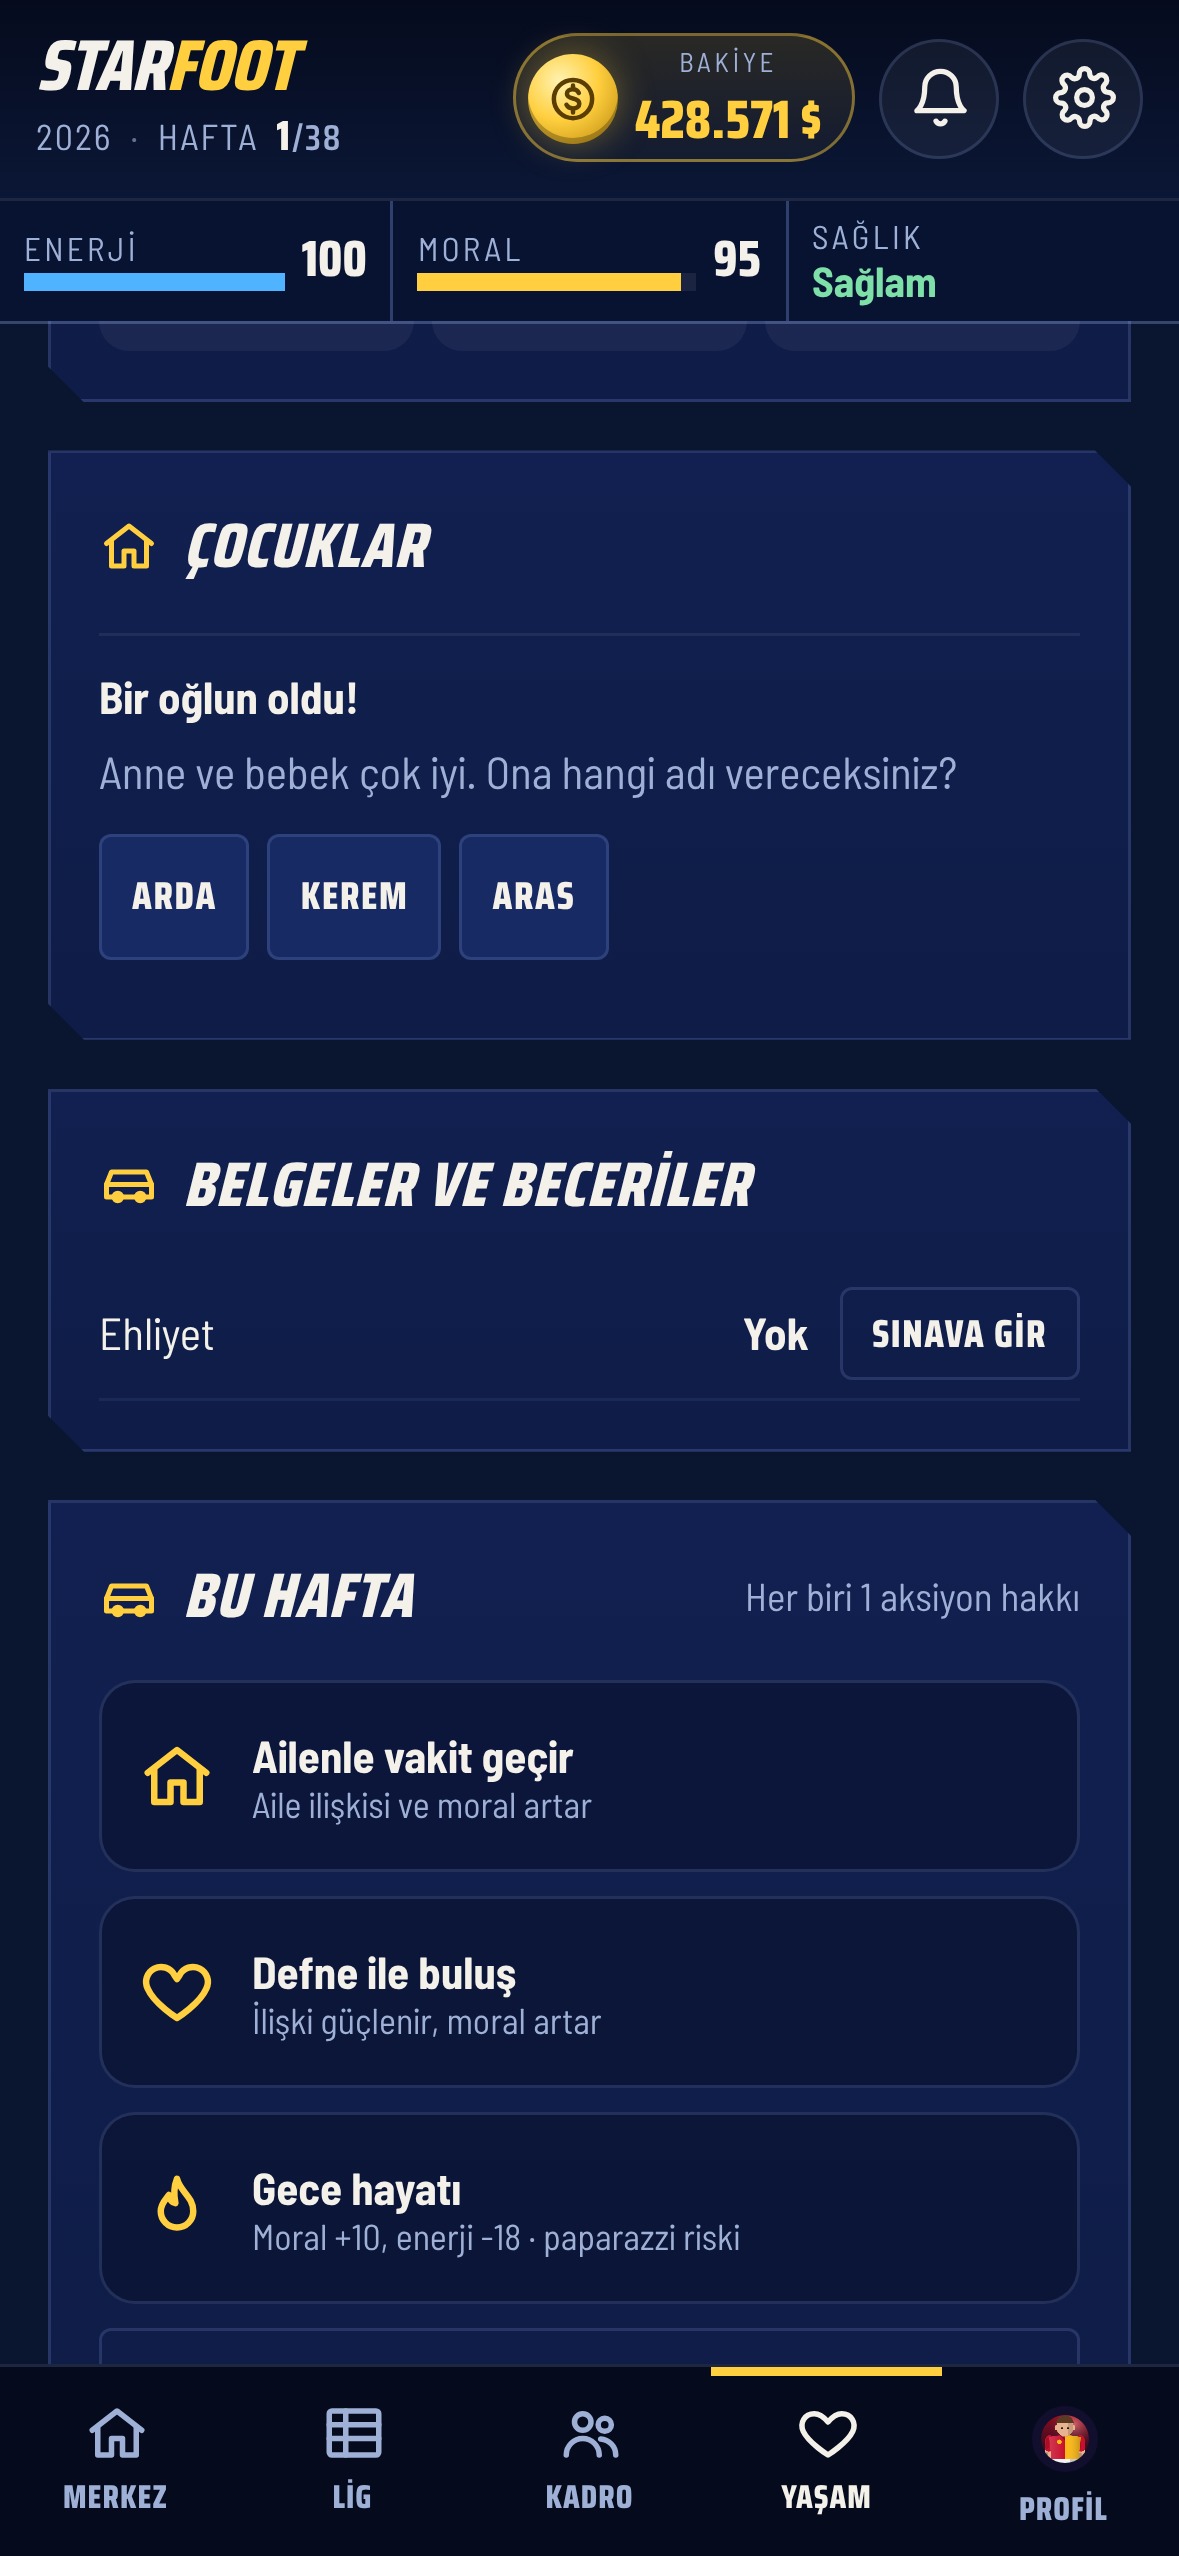 STARFOOT
2026 · HAFTA 1/38
BAKİYE
428.571 $
ENERJİ
100
MORAL
95
SAĞLIK
Sağlam
ÇOCUKLAR
Bir oğlun oldu!
Anne ve bebek çok iyi. Ona hangi adı vereceksiniz?
ARDA
KEREM
ARAS
BELGELER VE BECERİLER
Ehliyet
Yok
SINAVA GİR
BU HAFTA
Her biri 1 aksiyon hakkı
Ailenle vakit geçir
Aile ilişkisi ve moral artar
Defne ile buluş
İlişki güçlenir, moral artar
Gece hayatı
Moral +10, enerji -18 · paparazzi riski
MERKEZ
LİG
KADRO
YAŞAM
PROFİL